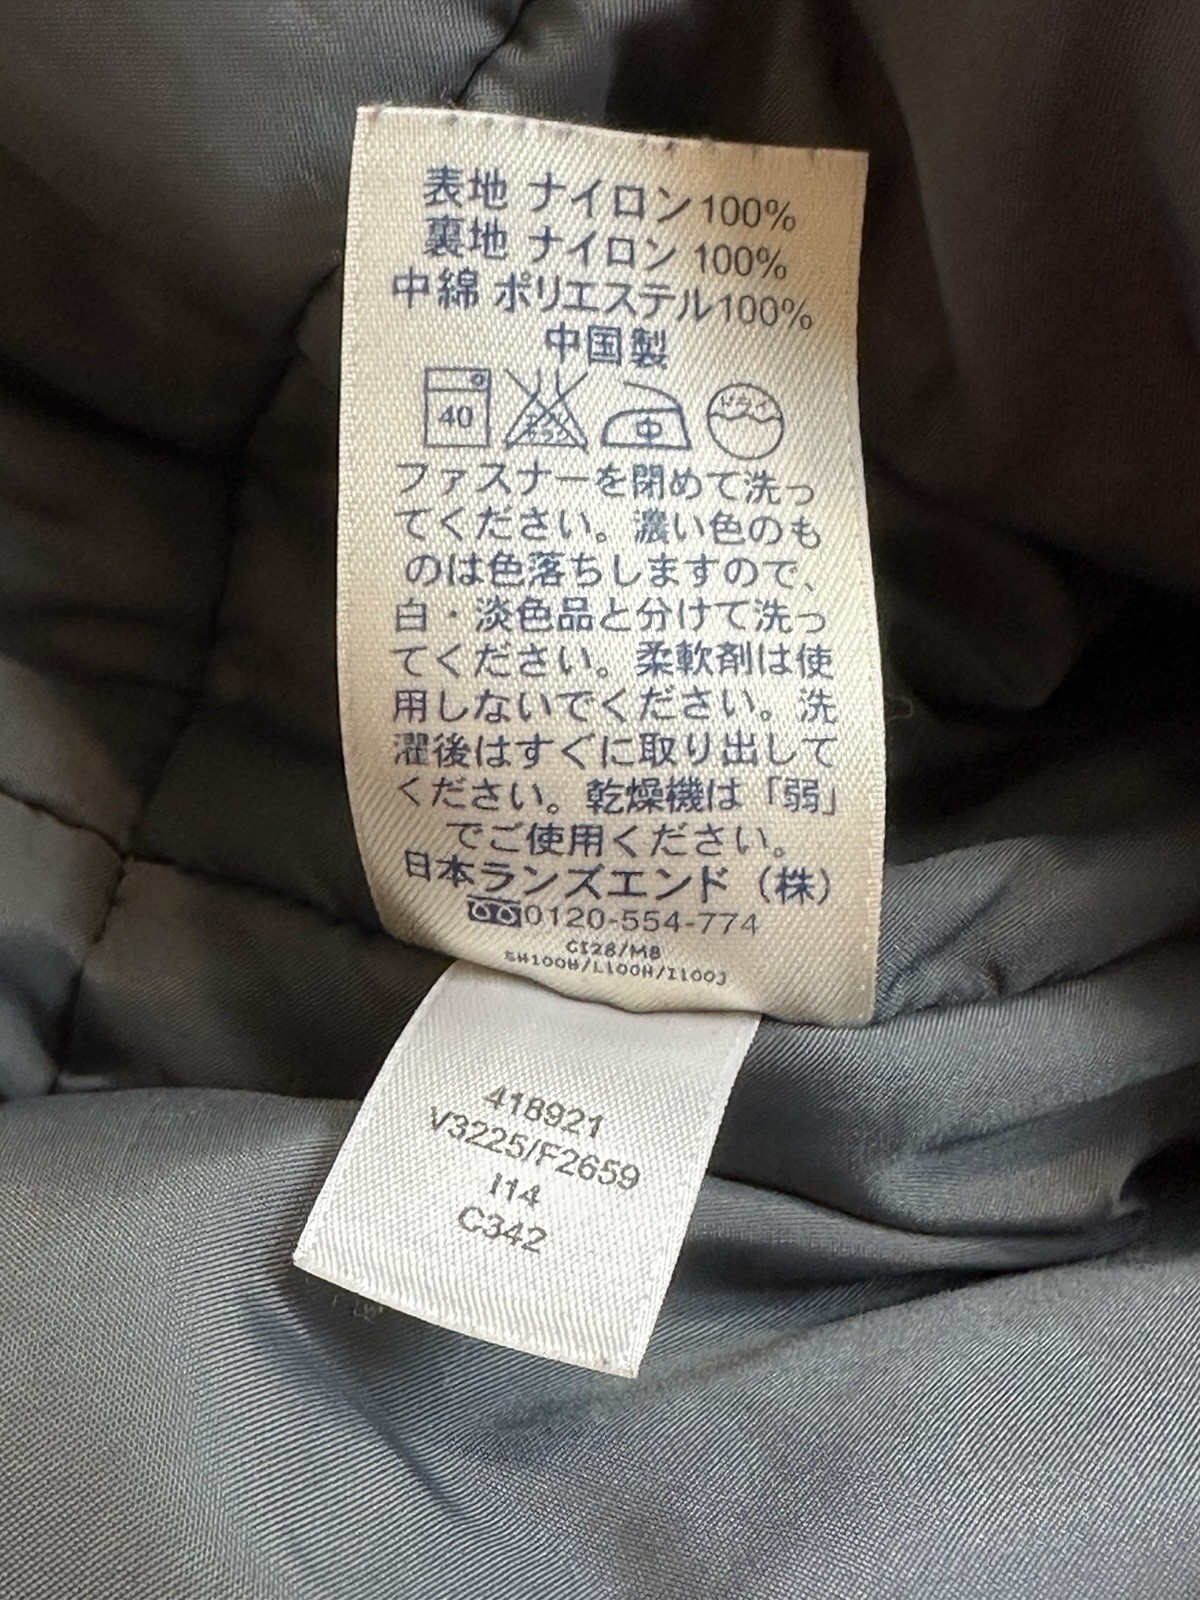 表地 ナイロン100%
裏地 ナイロン 100%
中綿 ポリエステル100%
中国製
40 エンソサラシ 中 ドライ
ファスナーを閉めて洗っ
てください。濃い色のも
のは色落ちしますので、
白・淡色品と分けて洗っ
てください。柔軟剤は使
用しないでください。洗
濯後はすぐに取り出して
ください。乾燥機は「弱」
でご使用ください。
日本ランズエンド(株)
0120-554-774
CI28/M8
SH100H/L100H/I100J
418921
V3225/F2659
I14
C342